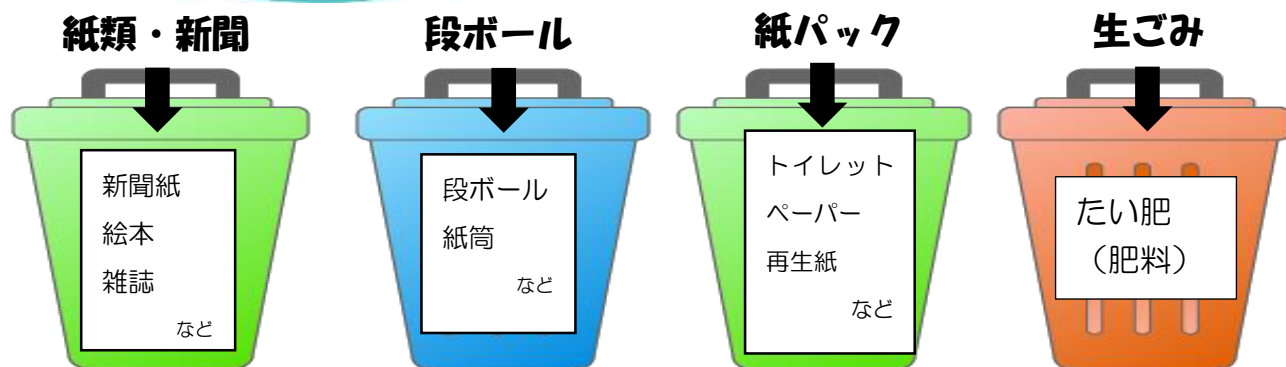 紙類・新聞
段ボール
紙パック
生ごみ
新聞紙
絵本
雑誌
など
段ボール
紙筒
など
トイレット
ペーパー
再生紙
など
たい肥
（肥料）